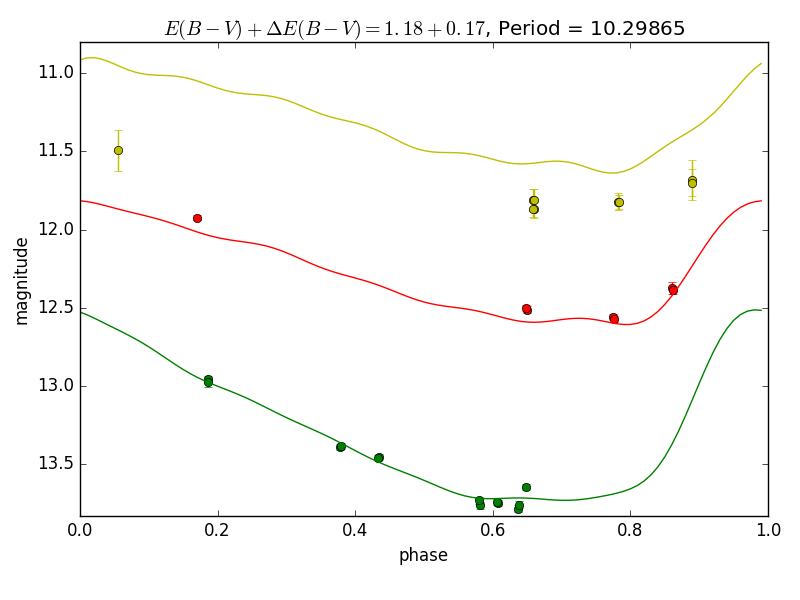 E(B − V) + ΔE(B − V) = 1.18 + 0.17, Period = 10.29865
11.0
11.5
12.0
12.5
13.0
13.5
magnitude
0.0 0.2 0.4 0.6 0.8 1.0
phase